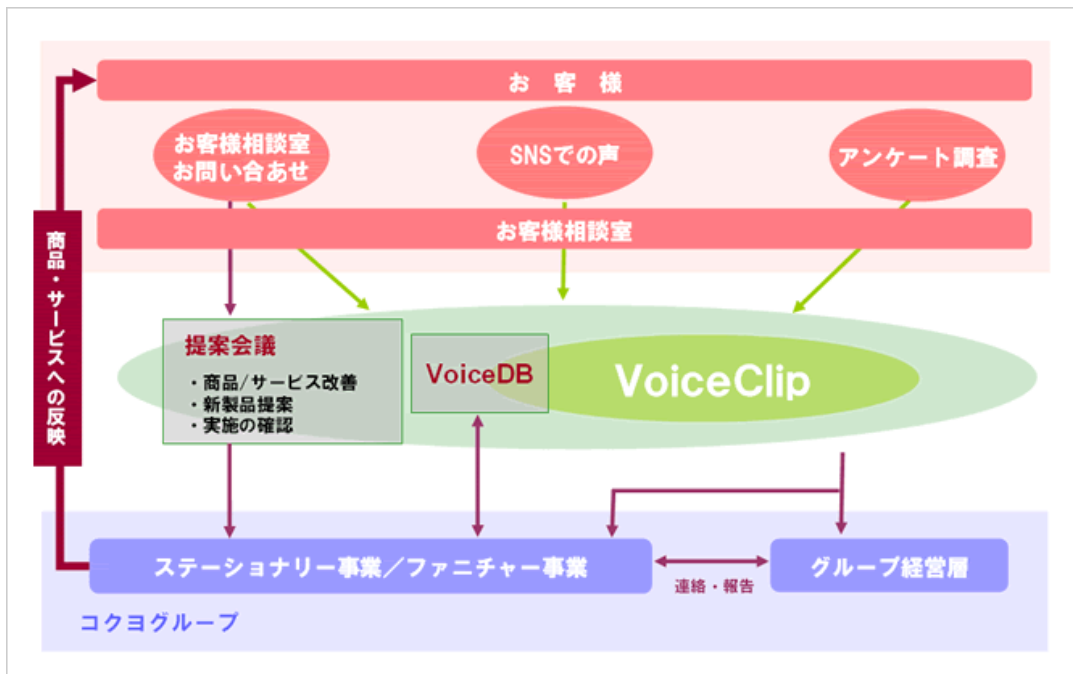 お 客 様
お客様相談室
お問い合あせ
SNSでの声
アンケート調査
お客様相談室
商品・サービスへの反映
提案会議
・商品/サービス改善
・新製品提案
・実施の確認
VoiceDB
VoiceClip
ステーショナリー事業／ファニチャー事業
連絡・報告
グループ経営層
コクヨグループ